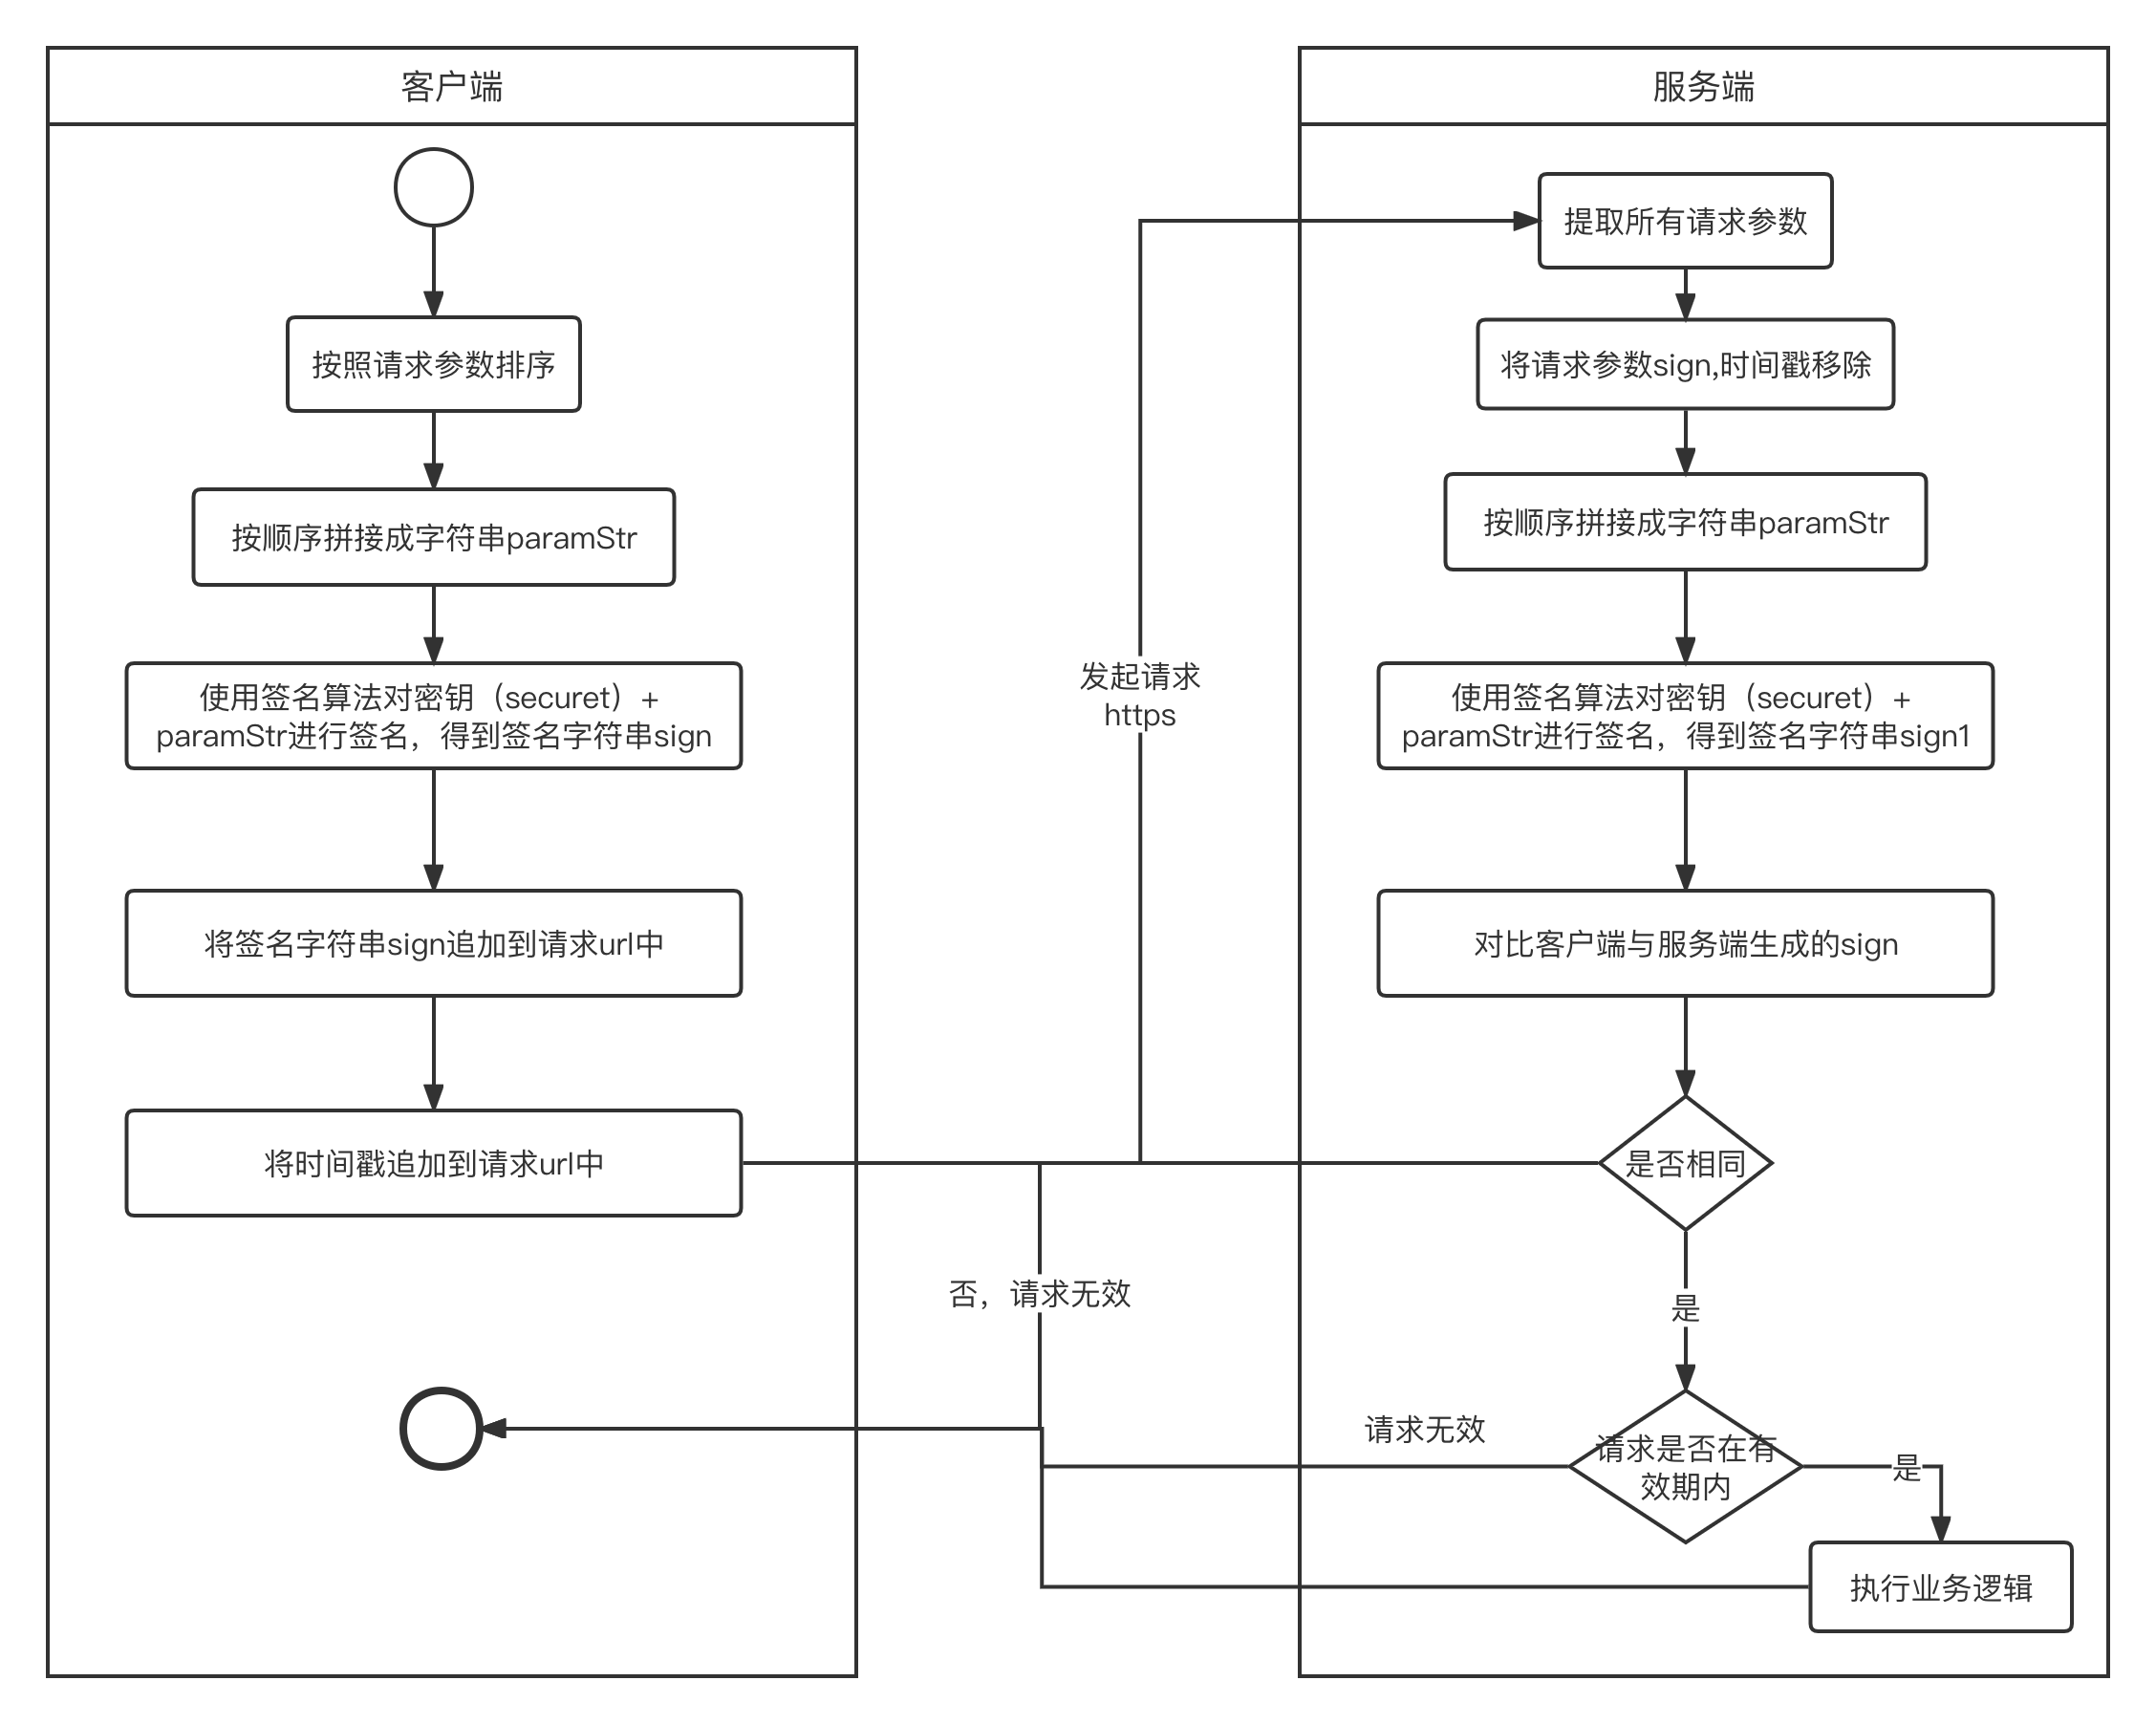 客户端
按照请求参数排序
按顺序拼接成字符串paramStr
使用签名算法对密钥（securet）+
paramStr进行签名，得到签名字符串sign
将签名字符串sign追加到请求url中
将时间戳追加到请求url中
发起请求
https
否，请求无效
服务端
提取所有请求参数
将请求参数sign,时间戳移除
按顺序拼接成字符串paramStr
使用签名算法对密钥（securet）+
paramStr进行签名，得到签名字符串sign1
对比客户端与服务端生成的sign
是否相同
是
请求无效
请求是否在有
效期内
是
执行业务逻辑